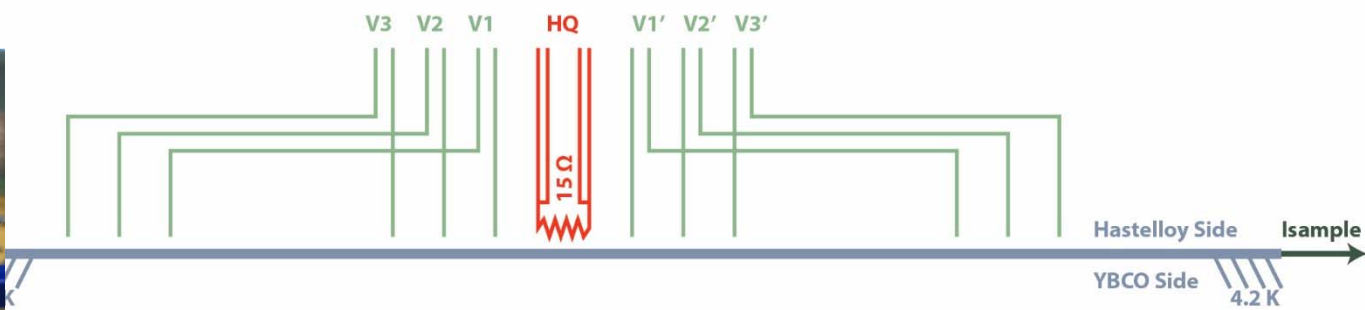 V3 V2 V1 HQ V1′ V2′ V3′
15 Ω
Hastelloy Side Isample
YBCO Side
K 4.2 K